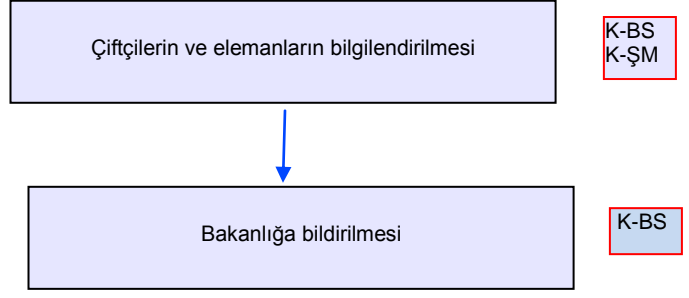 Çiftçilerin ve elemanların bilgilendirilmesi
K-BS
K-ŞM
Bakanlığa bildirilmesi
K-BS